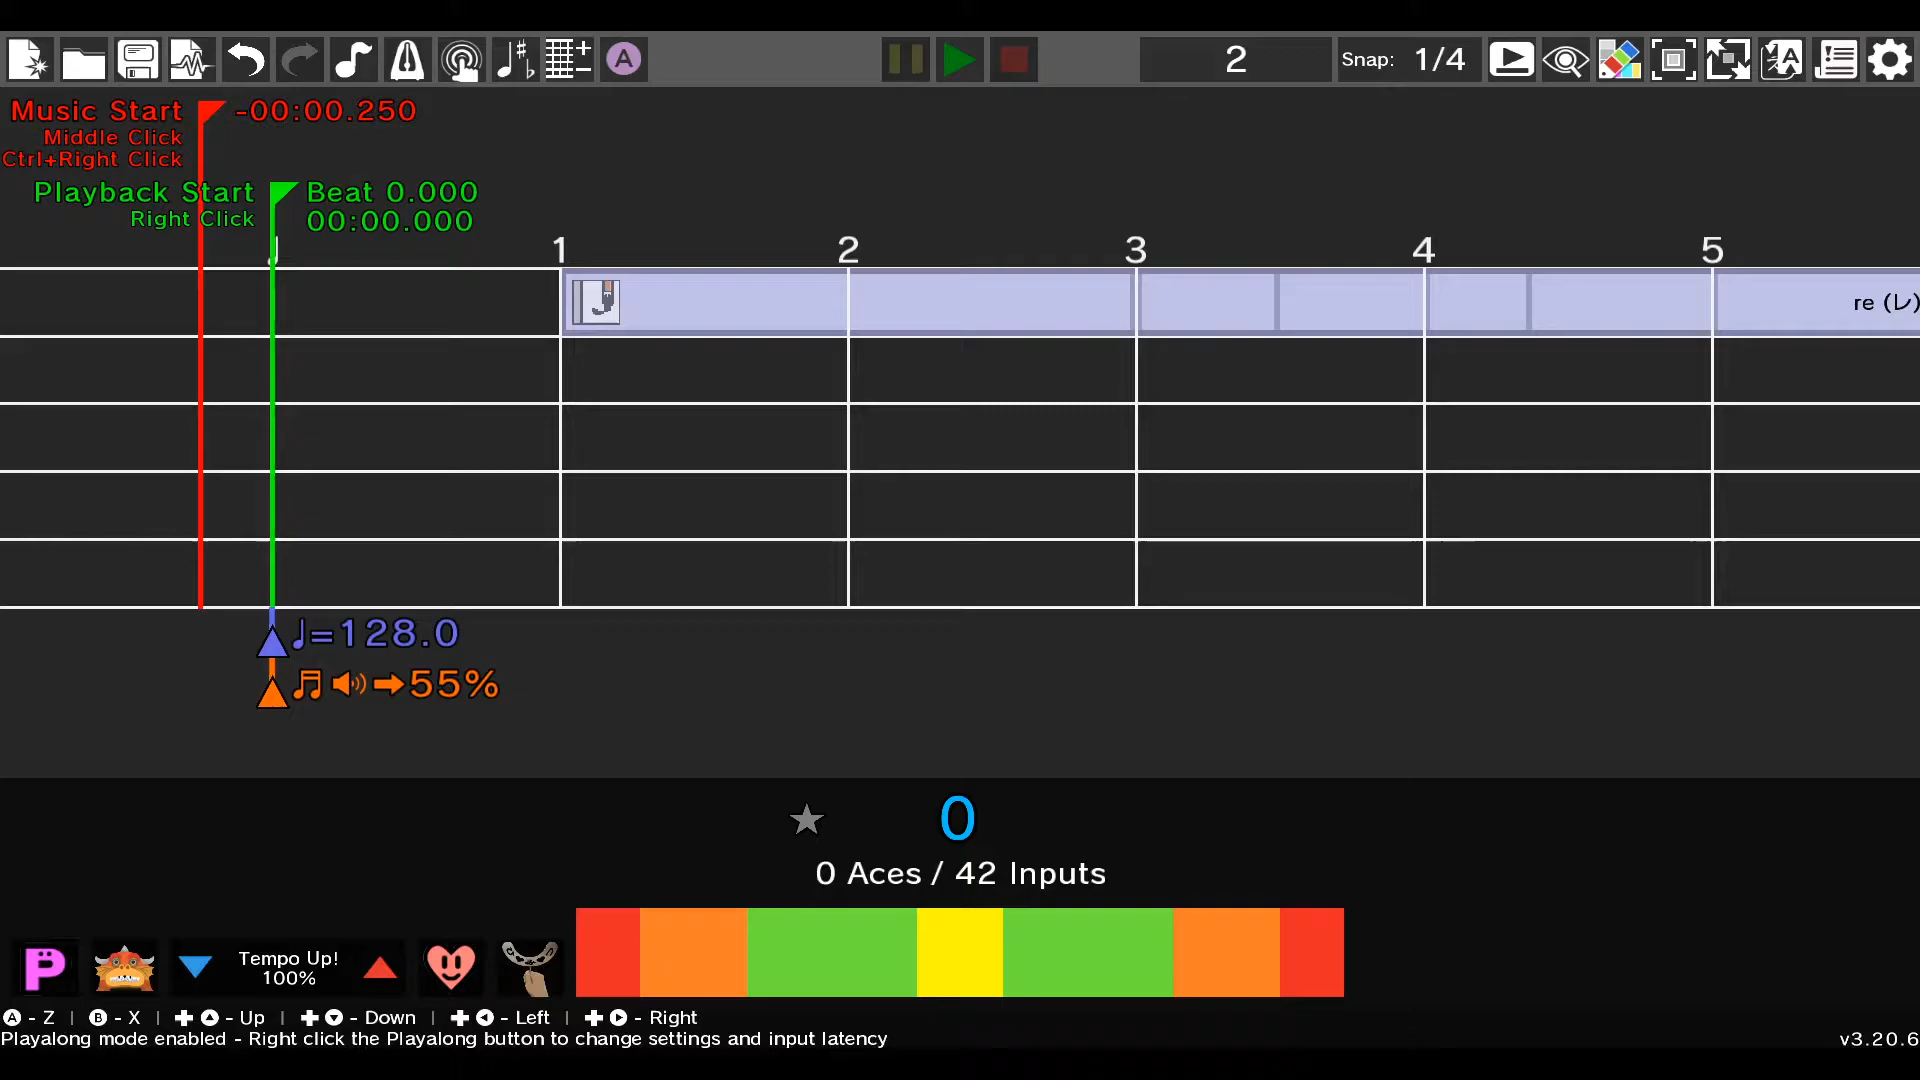 A
2
Snap: 1/4
A
Music Start
-00:00.250
Middle Click
Ctrl+Right Click
Playback Start
Beat 0.000
Right Click
00:00.000
1 2 3 4 5
re (レ)
♩=128.0
55%
0
0 Aces / 42 Inputs
P
Tempo Up!
100%
A - Z | B - X | - Up | - Down | - Left | - Right
Playalong mode enabled - Right click the Playalong button to change settings and input latency
v3.20.6